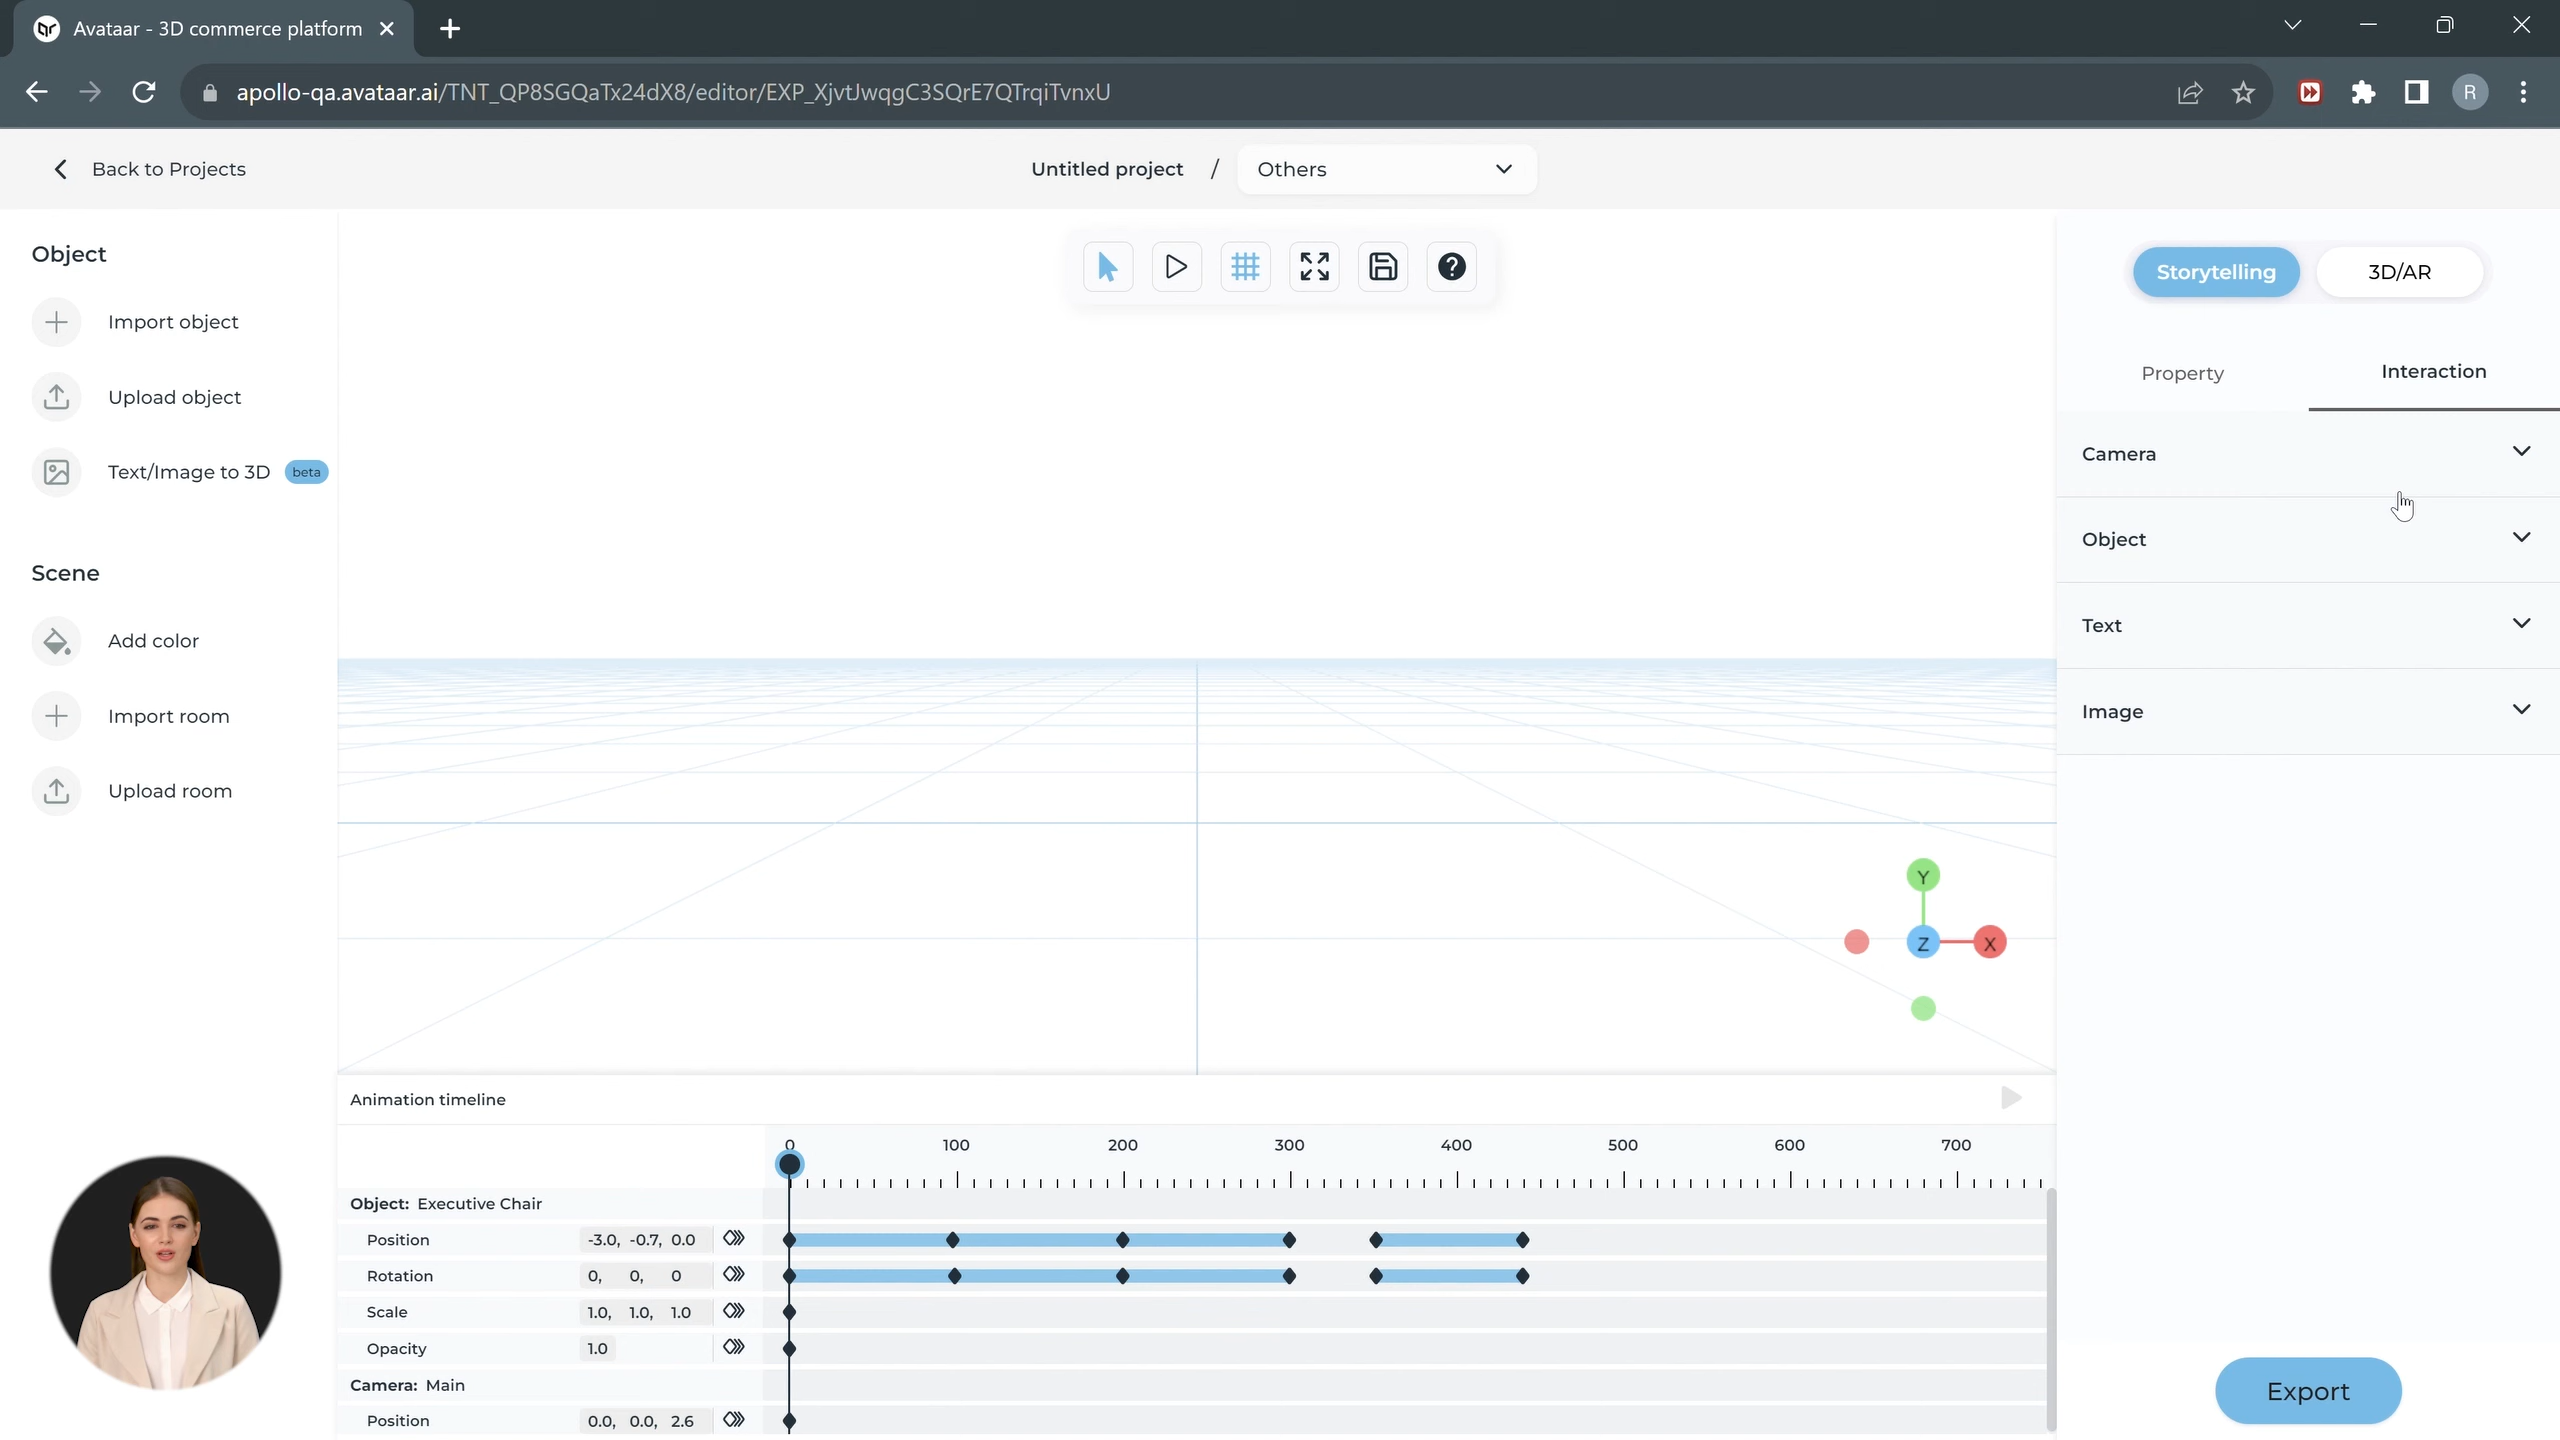 Avataar - 3D commerce platform
apollo-qa.avataar.ai/TNT_QP8SGQaTx24dX8/editor/EXP_XjvtJwqgC3SQrE7QTrqiTvnxU
R
Back to Projects
Untitled project / Others
Object
Import object
Upload object
Text/Image to 3D beta
Scene
Add color
Import room
Upload room
Storytelling 3D/AR
Property Interaction
Camera
Object
Text
Image
Y
Z X
Animation timeline
0 100 200 300 400 500 600 700
Object: Executive Chair
Position -3.0, -0.7, 0.0
Rotation 0, 0, 0
Scale 1.0, 1.0, 1.0
Opacity 1.0
Camera: Main
Position 0.0, 0.0, 2.6
Export